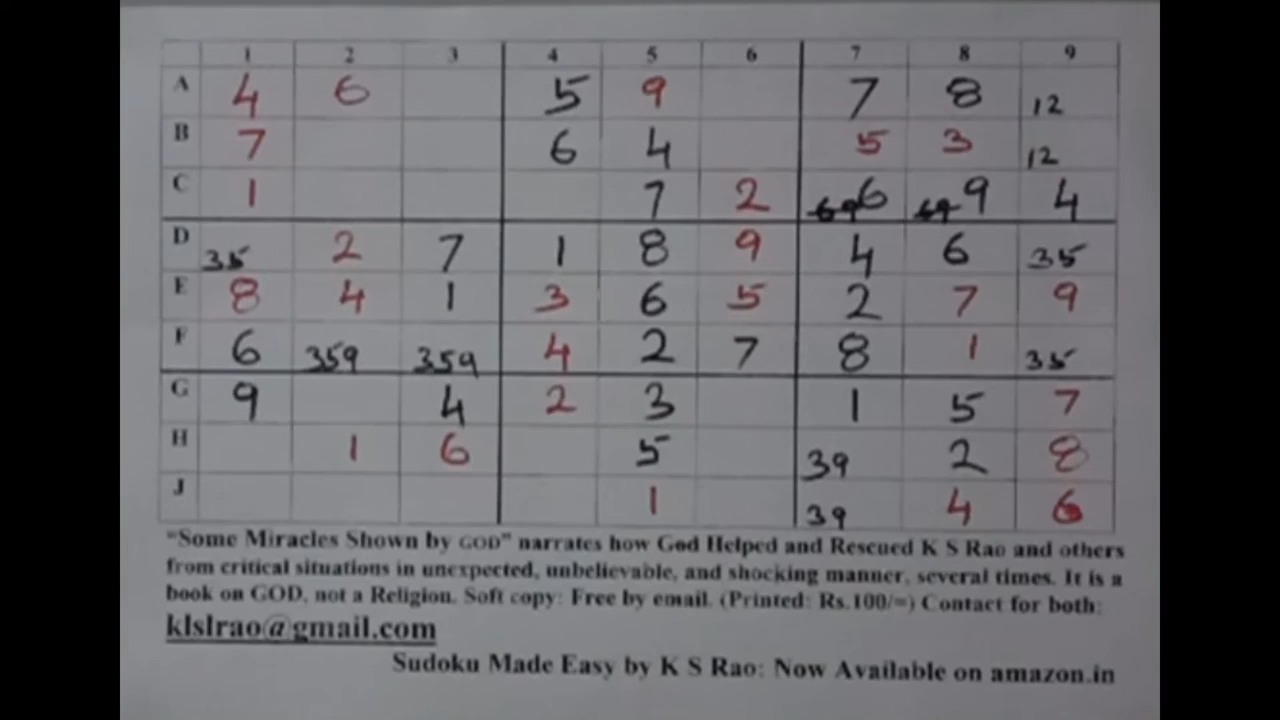 1 2 3 4 5 6 7 8 9
A 4 6 5 9 7 8 12
B 7 6 4 5 3 12
C 1 7 2 69 6 69 9 4
D 35 2 7 1 8 9 4 6 35
E 8 4 1 3 6 5 2 7 9
F 6 359 359 4 2 7 8 1 35
G 9 4 2 3 1 5 7
H 1 6 5 39 2 8
J 1 39 4 6
"Some Miracles Shown by GOD" narrates how God Helped and Rescued K S Rao and others
from critical situations in unexpected, unbelievable, and shocking manner, several times. It is a
book on GOD, not a Religion. Soft copy: Free by email. (Printed: Rs.100/=) Contact for both:
klslrao@gmail.com
Sudoku Made Easy by K S Rao: Now Available on amazon.in